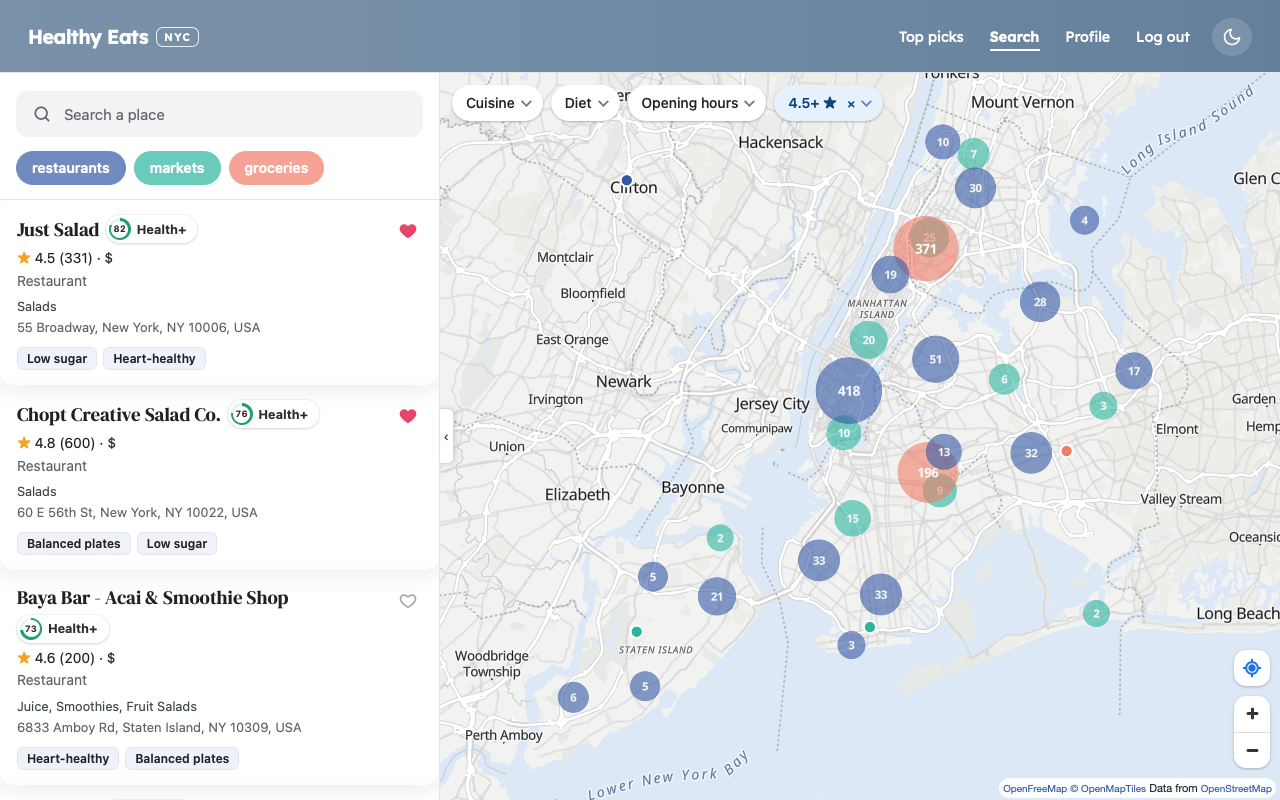 Healthy Eats NYC
Top picks Search Profile Log out
Search a place
restaurants markets groceries
Just Salad 82 Health+
4.5 (331) · $
Restaurant
Salads
55 Broadway, New York, NY 10006, USA
Low sugar Heart-healthy
Chopt Creative Salad Co. 76 Health+
4.8 (600) · $
Restaurant
Salads
60 E 56th St, New York, NY 10022, USA
Balanced plates Low sugar
Baya Bar - Acai & Smoothie Shop
73 Health+
4.6 (200) · $
Restaurant
Juice, Smoothies, Fruit Salads
6833 Amboy Rd, Staten Island, NY 10309, USA
Heart-healthy Balanced plates
Cuisine Diet Opening hours 4.5+ ★ ×
Yonkers
Mount Vernon
Long Island Sound
Hackensack
10
7
30
Clifton
Glen C
4
25
371
Montclair
19
Bloomfield
28
MANHATTAN
ISLAND
East Orange
20
51
17
6
Newark
418
Irvington
Jersey City
3
Garden
Communipaw
10
Elmont
Hemp
Union
13
32
196
9
Bayonne
Elizabeth
Valley Stream
15
2
Oceansid
33
5
21
33
2
Long Beach
STATEN ISLAND
3
Woodbridge
Township
5
6
Perth Amboy
Lower New York Bay
+
−
‹
OpenFreeMap © OpenMapTiles Data from OpenStreetMap